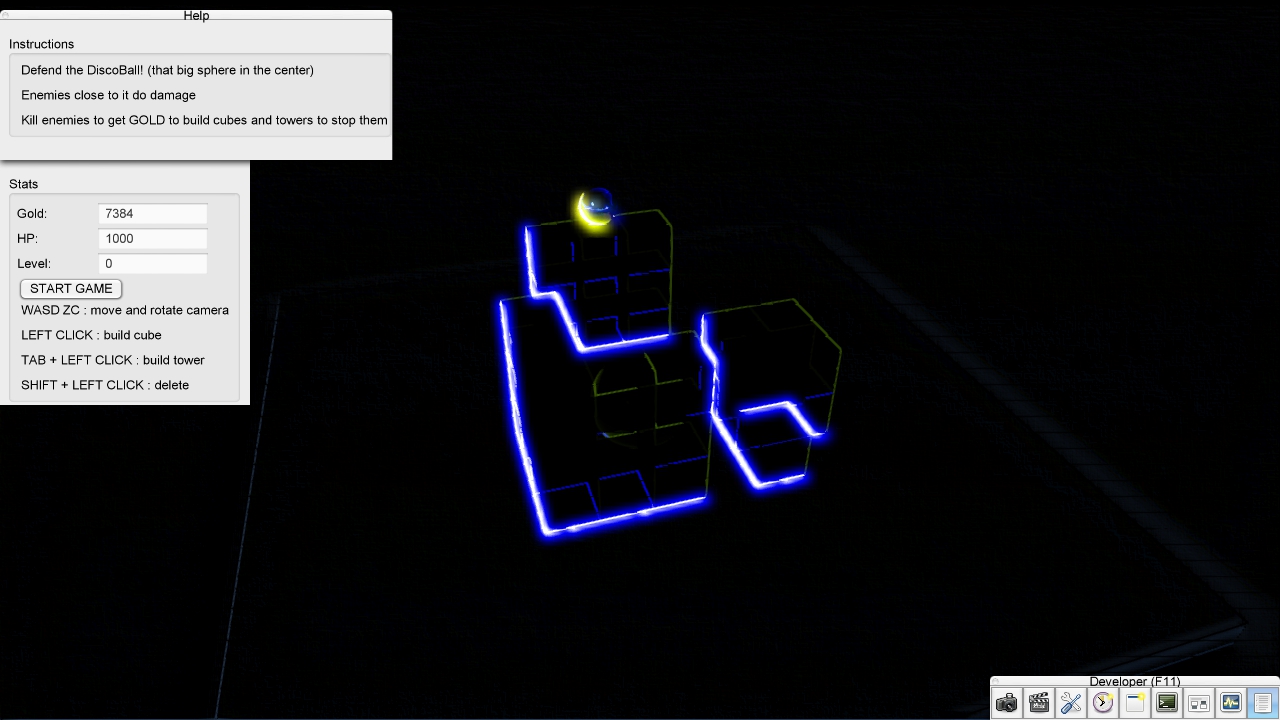 Help
Instructions
Defend the DiscoBall! (that big sphere in the center)
Enemies close to it do damage
Kill enemies to get GOLD to build cubes and towers to stop them
Stats
Gold: 7384
HP: 1000
Level: 0
START GAME
WASD ZC : move and rotate camera
LEFT CLICK : build cube
TAB + LEFT CLICK : build tower
SHIFT + LEFT CLICK : delete
Developer (F11)